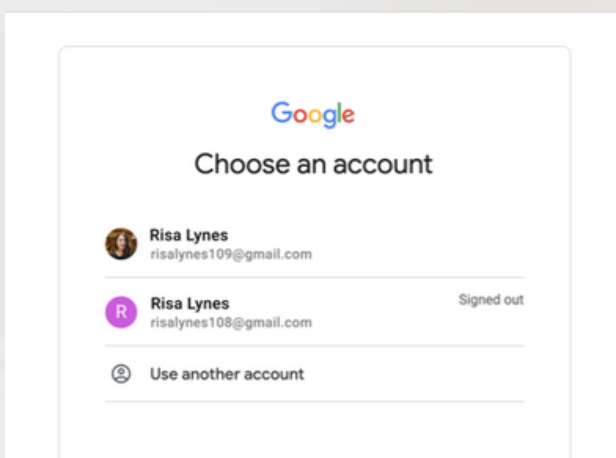 Google
Choose an account
Risa Lynes
risalynes109@gmail.com
R
Risa Lynes
risalynes108@gmail.com
Signed out
Use another account